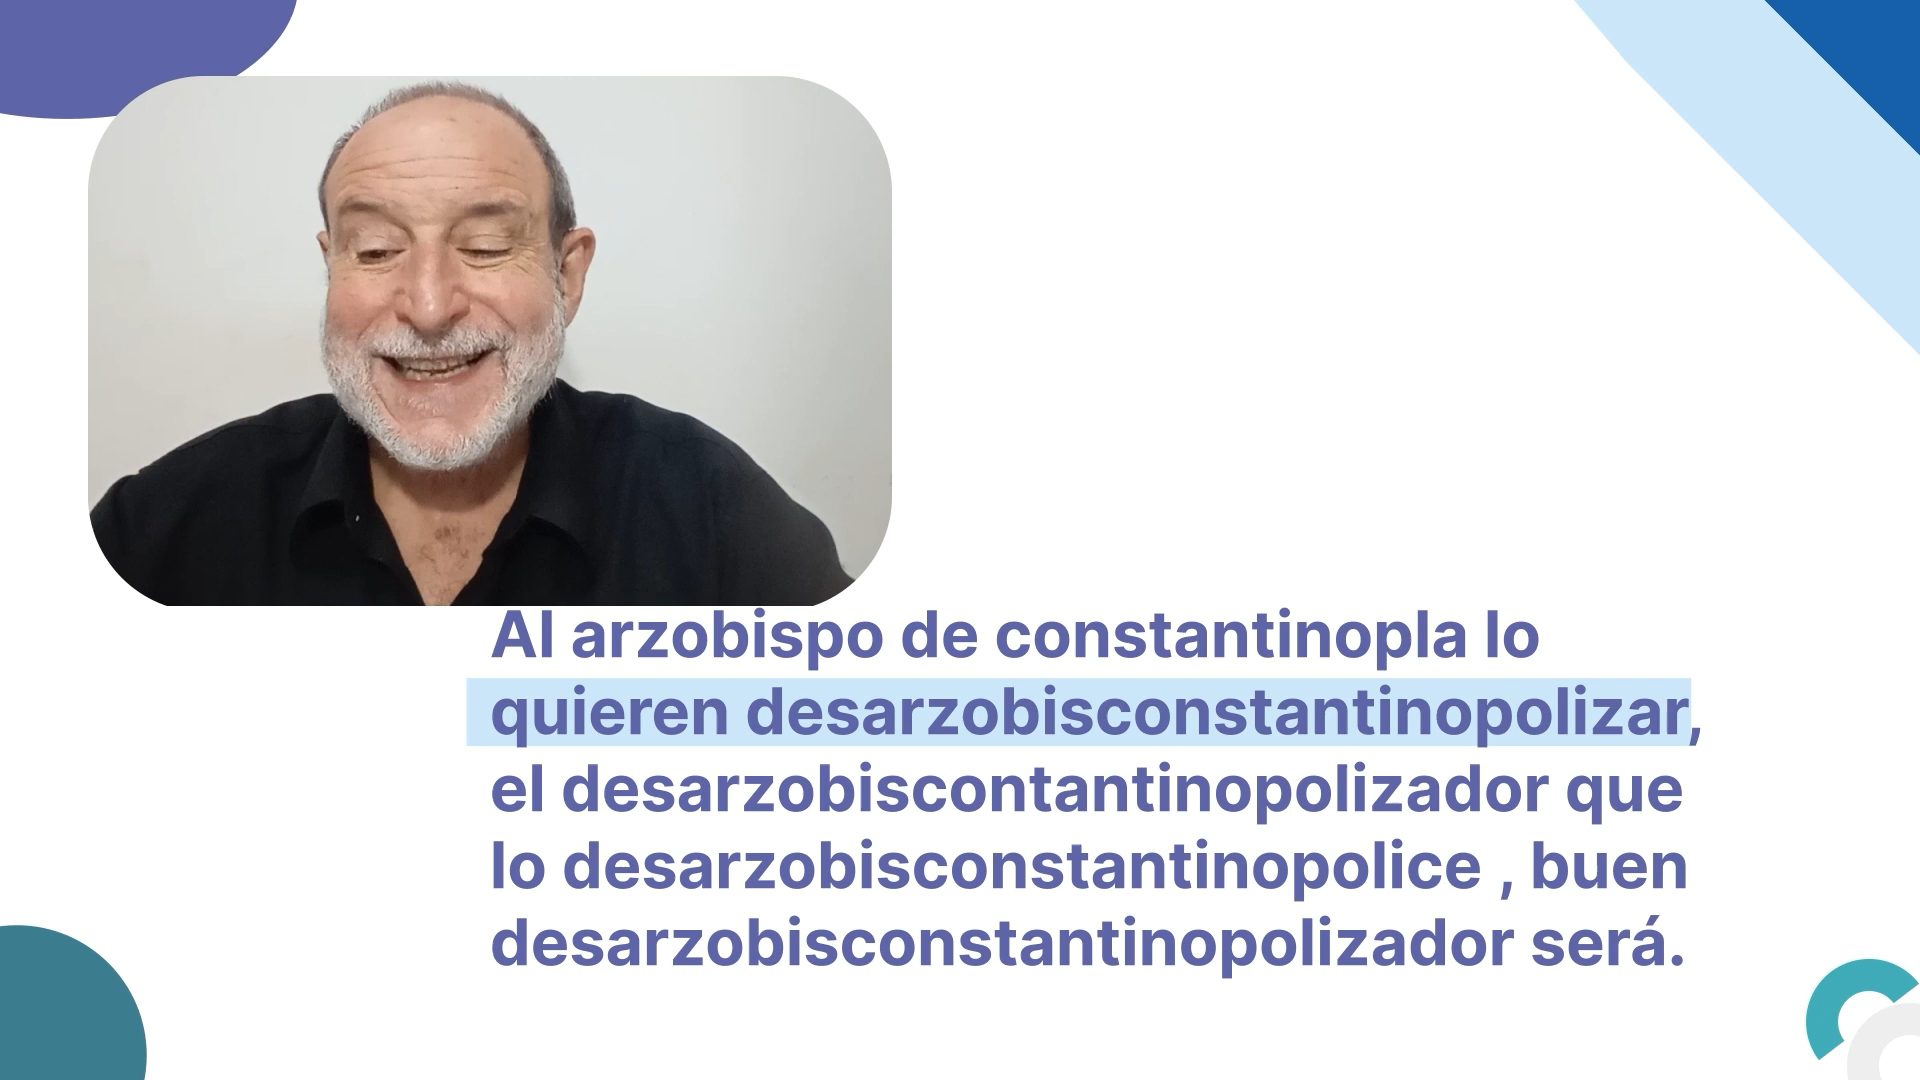 Al arzobispo de constantinopla lo
quieren desarzobisconstantinopolizar,
el desarzobiscontantinopolizador que
lo desarzobisconstantinopolice , buen
desarzobisconstantinopolizador será.